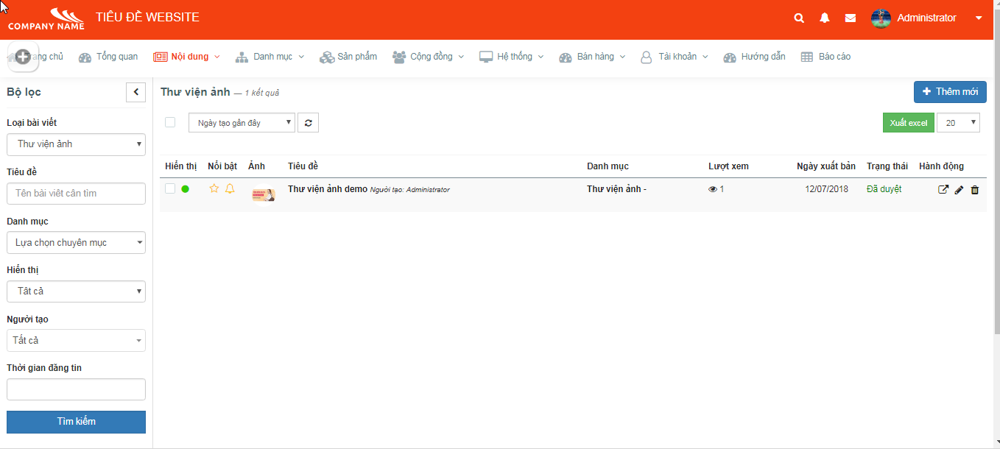 COMPANY NAME
TIÊU ĐỀ WEBSITE
Administrator
Trang chủ
Tổng quan
Nội dung
Danh mục
Sản phẩm
Cộng đồng
Hệ thống
Bán hàng
Tài khoản
Hướng dẫn
Báo cáo
Bộ lọc
Loại bài viết
Thư viện ảnh
Tiêu đề
Tên bài viết cần tìm
Danh mục
Lựa chọn chuyên mục
Hiển thị
Tất cả
Người tạo
Tất cả
Thời gian đăng tin
Tìm kiếm
Thư viện ảnh — 1 kết quả
Thêm mới
Ngày tạo gần đây
Xuất excel
20
Hiển thị Nổi bật Ảnh Tiêu đề Danh mục Lượt xem Ngày xuất bản Trạng thái Hành động
Thư viện ảnh demo Người tạo: Administrator Thư viện ảnh - 1 12/07/2018 Đã duyệt